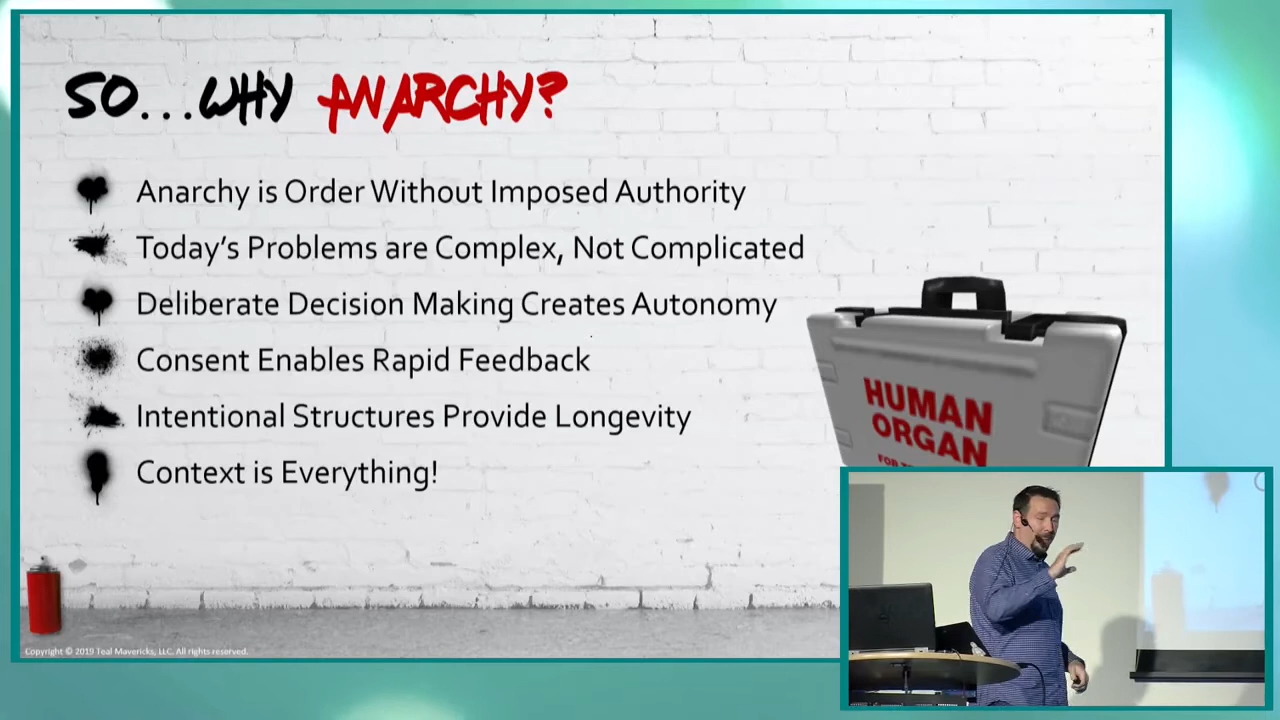 SO...WHY ANARCHY?
Anarchy is Order Without Imposed Authority
Today's Problems are Complex, Not Complicated
Deliberate Decision Making Creates Autonomy
Consent Enables Rapid Feedback
Intentional Structures Provide Longevity
Context is Everything!
HUMAN
ORGAN
FOR
Copyright © 2019 Teal Mavericks, LLC. All rights reserved.